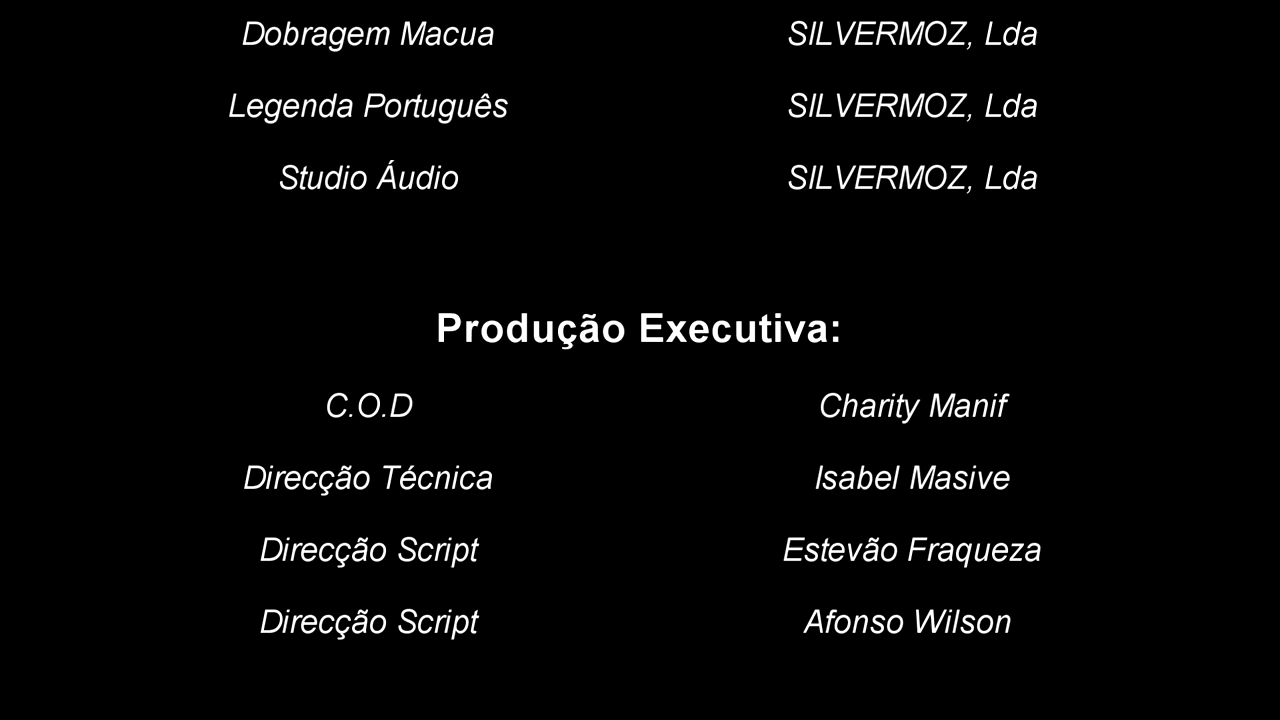 Dobragem Macua SILVERMOZ, Lda
Legenda Português SILVERMOZ, Lda
Studio Áudio SILVERMOZ, Lda
Produção Executiva:
C.O.D Charity Manif
Direcção Técnica Isabel Masive
Direcção Script Estevão Fraqueza
Direcção Script Afonso Wilson